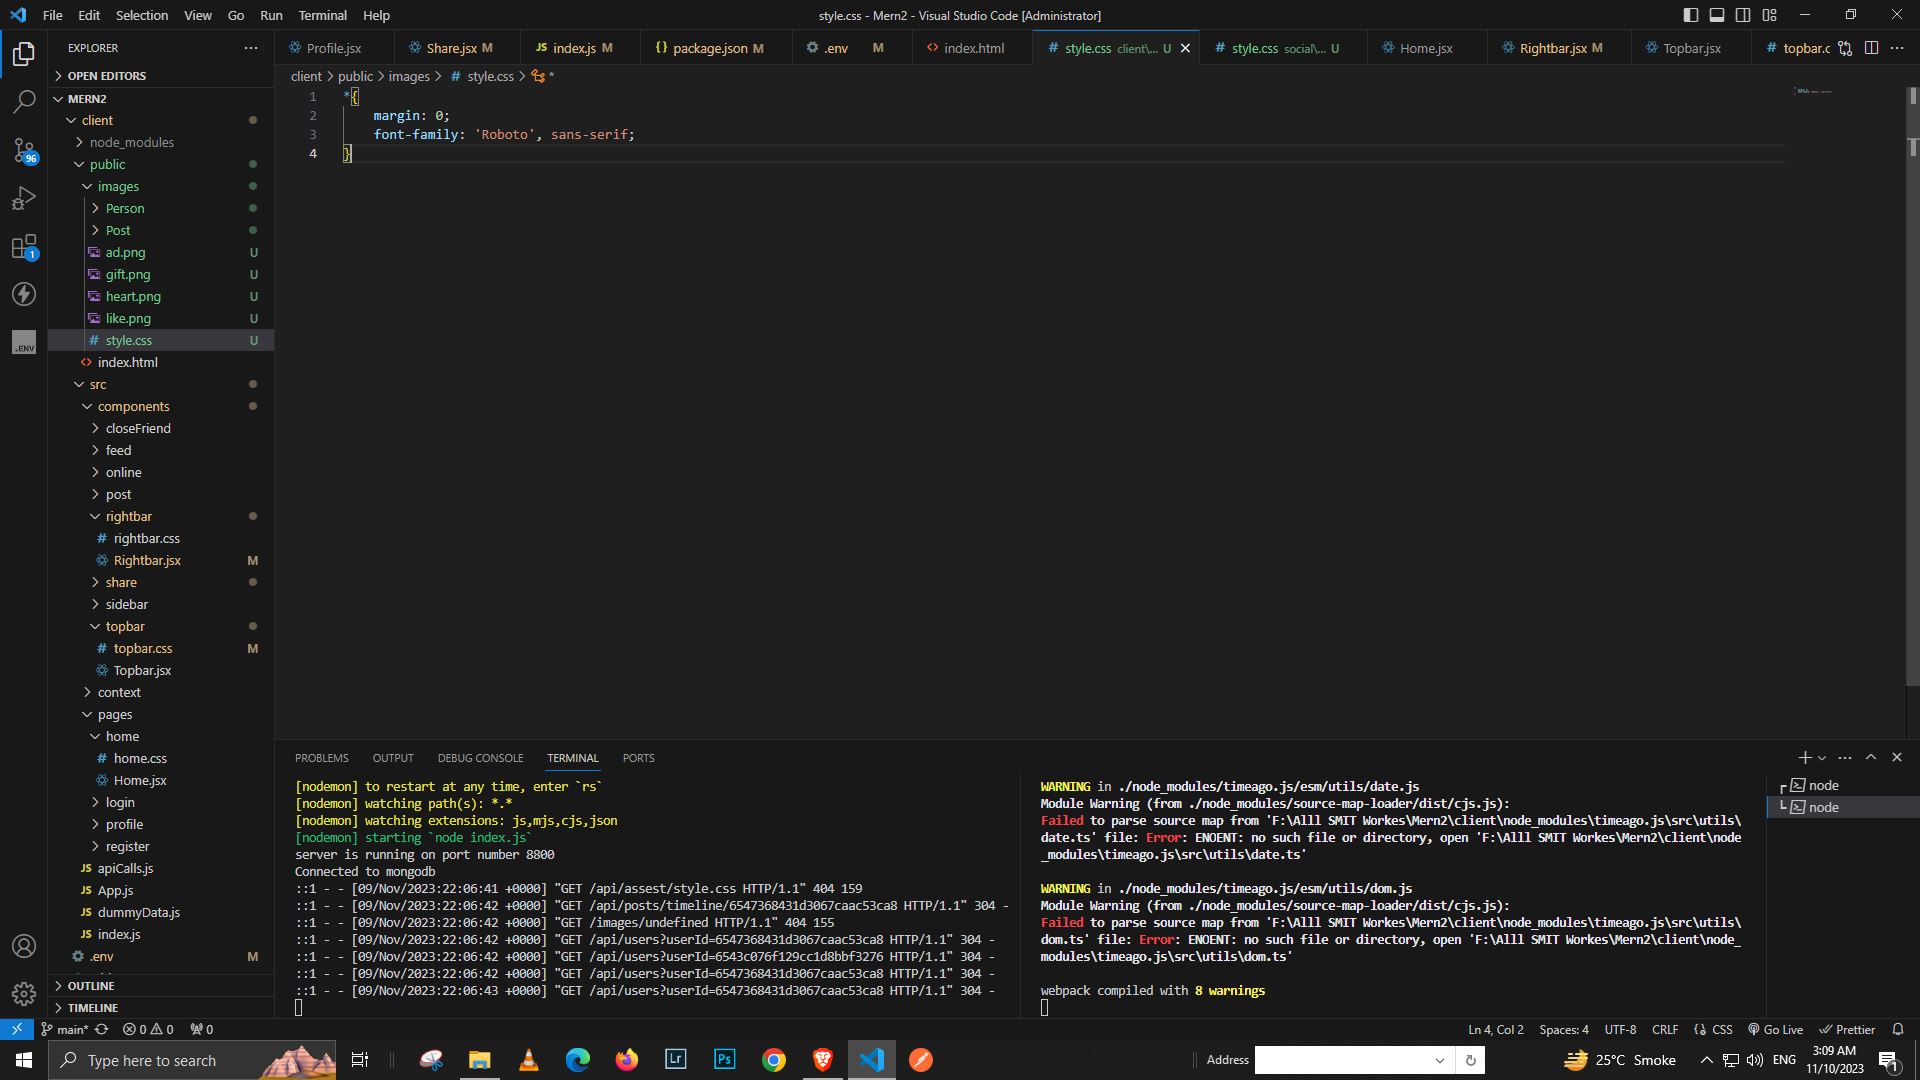 File Edit Selection View Go Run Terminal Help
style.css - Mern2 - Visual Studio Code [Administrator]
EXPLORER
OPEN EDITORS
MERN2
client
node_modules
public
images
Person
Post
ad.png U
gift.png U
heart.png U
like.png U
style.css U
index.html
src
components
closeFriend
feed
online
post
rightbar
rightbar.css
Rightbar.jsx M
share
sidebar
topbar
topbar.css M
Topbar.jsx
context
pages
home
home.css
Home.jsx
login
profile
register
JS apiCalls.js
JS App.js
JS dummyData.js
JS index.js
.env M
OUTLINE
TIMELINE
96
1
.ENV
Profile.jsx Share.jsx M JS index.js M {} package.json M .env M index.html # style.css client\... U # style.css social\... U Home.jsx Rightbar.jsx M Topbar.jsx # topbar.c
client > public > images > # style.css > *
1 *{
2 margin: 0;
3 font-family: 'Roboto', sans-serif;
4 }
PROBLEMS OUTPUT DEBUG CONSOLE TERMINAL PORTS
[nodemon] to restart at any time, enter `rs`
[nodemon] watching path(s): *.*
[nodemon] watching extensions: js,mjs,cjs,json
[nodemon] starting `node index.js`
server is running on port number 8800
Connected to mongodb
::1 - - [09/Nov/2023:22:06:41 +0000] "GET /api/assest/style.css HTTP/1.1" 404 159
::1 - - [09/Nov/2023:22:06:42 +0000] "GET /api/posts/timeline/6547368431d3067caac53ca8 HTTP/1.1" 304 -
::1 - - [09/Nov/2023:22:06:42 +0000] "GET /images/undefined HTTP/1.1" 404 155
::1 - - [09/Nov/2023:22:06:42 +0000] "GET /api/users?userId=6547368431d3067caac53ca8 HTTP/1.1" 304 -
::1 - - [09/Nov/2023:22:06:42 +0000] "GET /api/users?userId=6543c076f129cc1d8bbf3276 HTTP/1.1" 304 -
::1 - - [09/Nov/2023:22:06:42 +0000] "GET /api/users?userId=6547368431d3067caac53ca8 HTTP/1.1" 304 -
::1 - - [09/Nov/2023:22:06:43 +0000] "GET /api/users?userId=6547368431d3067caac53ca8 HTTP/1.1" 304 -
WARNING in ./node_modules/timeago.js/esm/utils/date.js
Module Warning (from ./node_modules/source-map-loader/dist/cjs.js):
Failed to parse source map from 'F:\Alll SMIT Workes\Mern2\client\node_modules\timeago.js\src\utils\
date.ts' file: Error: ENOENT: no such file or directory, open 'F:\Alll SMIT Workes\Mern2\client\node
_modules\timeago.js\src\utils\date.ts'
WARNING in ./node_modules/timeago.js/esm/utils/dom.js
Module Warning (from ./node_modules/source-map-loader/dist/cjs.js):
Failed to parse source map from 'F:\Alll SMIT Workes\Mern2\client\node_modules\timeago.js\src\utils\
dom.ts' file: Error: ENOENT: no such file or directory, open 'F:\Alll SMIT Workes\Mern2\client\node_
modules\timeago.js\src\utils\dom.ts'
webpack compiled with 8 warnings
node
node
main* 0 0 0
Ln 4, Col 2 Spaces: 4 UTF-8 CRLF CSS Go Live Prettier
Type here to search
Lr Ps
Address
25°C Smoke
ENG
3:09 AM
11/10/2023
1